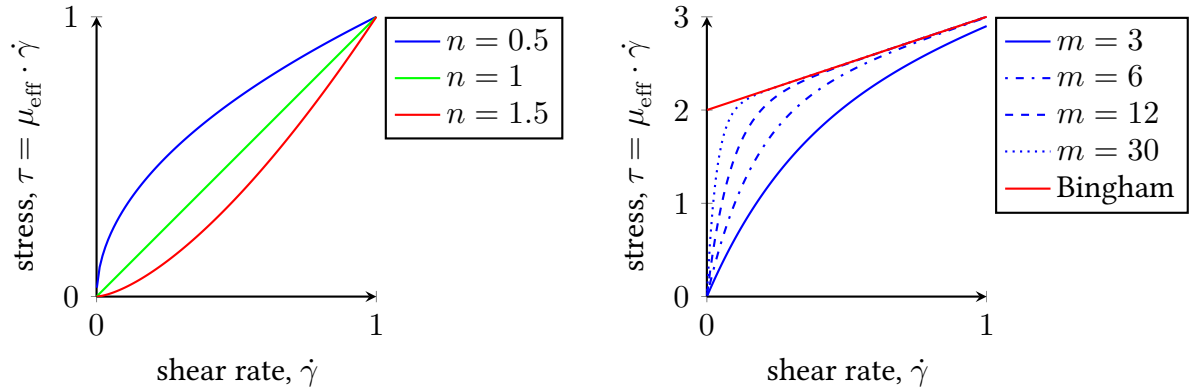 stress, τ = μ_eff · γ̇
1
0
0
1
shear rate, γ̇
n = 0.5
n = 1
n = 1.5
stress, τ = μ_eff · γ̇
3
2
1
0
0
1
shear rate, γ̇
m = 3
m = 6
m = 12
m = 30
Bingham